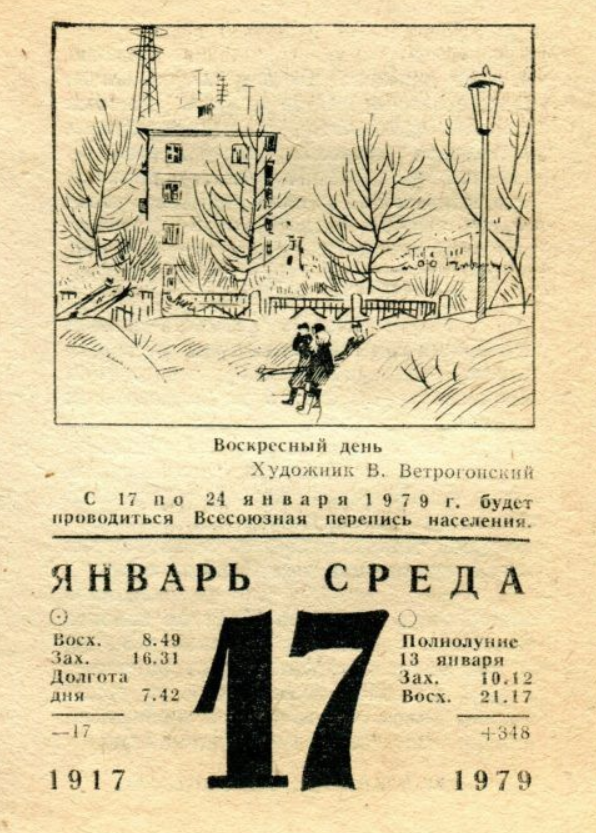 Воскресный день
Художник В. Ветрогонский
С 17 по 24 января 1979 г. будет
проводиться Всесоюзная перепись населения.
ЯНВАРЬ СРЕДА
17
Восх. 8.49
Зах. 16.31
Долгота
дня 7.42
—17
1917
Полнолуние
13 января
Зах. 10.12
Восх. 21.17
+348
1979